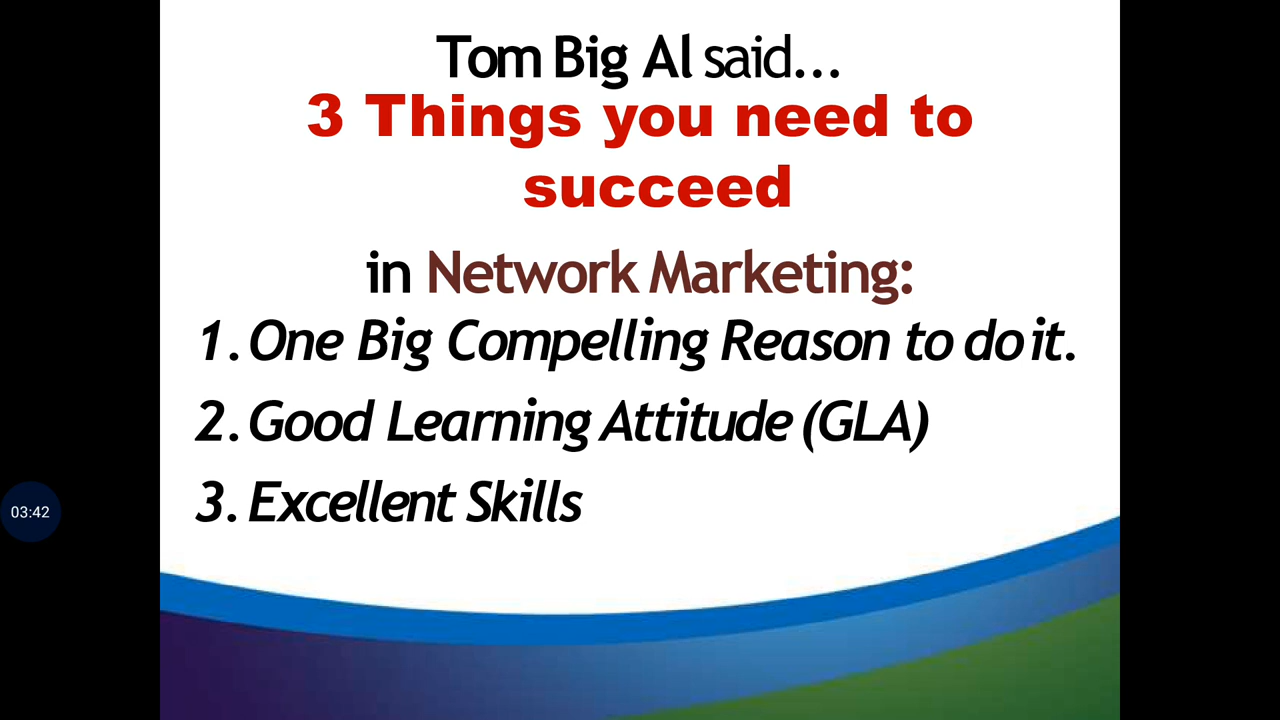 Tom Big Al said...
3 Things you need to
succeed
in Network Marketing:
1. One Big Compelling Reason to do it.
2. Good Learning Attitude (GLA)
3. Excellent Skills
03:42